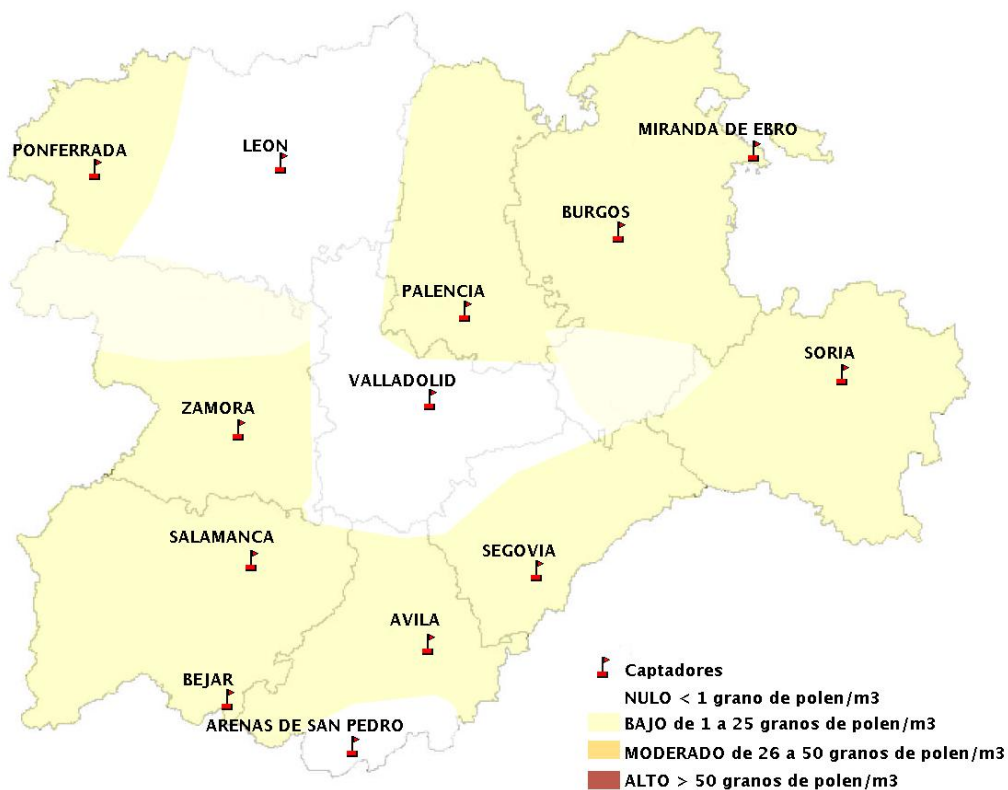 MIRANDA DE EBRO
LEON
PONFERRADA
BURGOS
PALENCIA
SORIA
VALLADOLID
ZAMORA
SALAMANCA
SEGOVIA
AVILA
BEJAR
ARENAS DE SAN PEDRO
Captadores
NULO < 1 grano de polen/m3
BAJO de 1 a 25 granos de polen/m3
MODERADO de 26 a 50 granos de polen/m3
ALTO > 50 granos de polen/m3